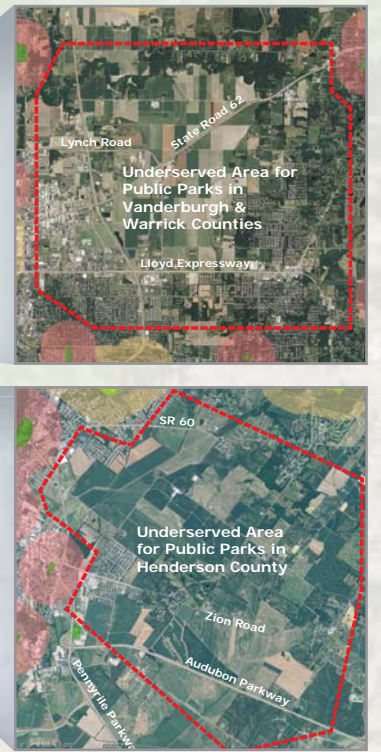 Lynch Road
State Road 62
Underserved Area for
Public Parks in
Vanderburgh &
Warrick Counties
Lloyd Expressway
SR 60
Underserved Area
for Public Parks in
Henderson County
Zion Road
Audubon Parkway
Pennyrile Parkwa